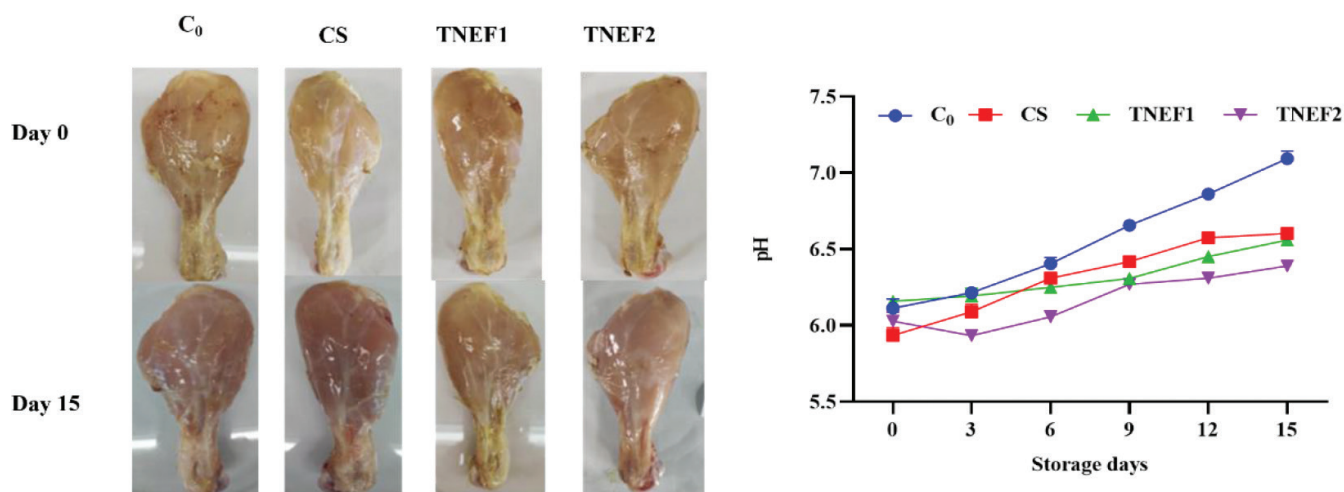 C₀ CS TNEF1 TNEF2
Day 0
Day 15
7.5
7.0
6.5
6.0
5.5
pH
C₀ CS TNEF1 TNEF2
0 3 6 9 12 15
Storage days